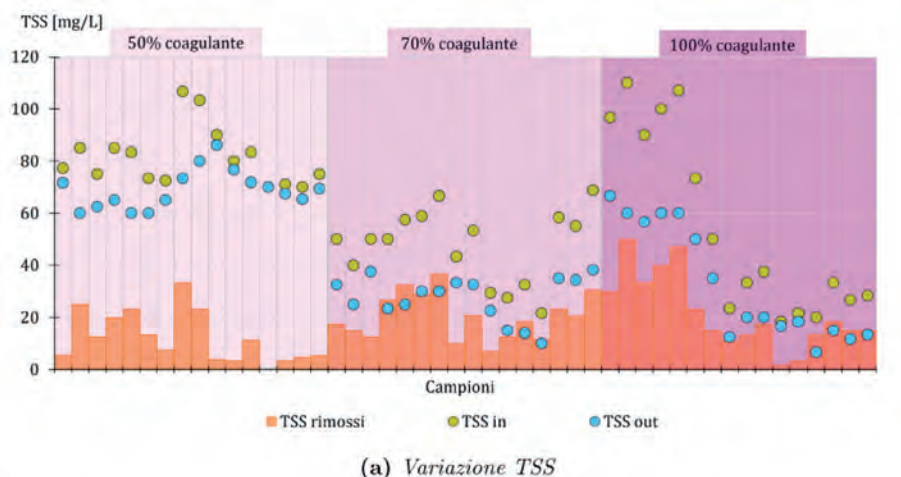 TSS [mg/L]
50% coagulante
70% coagulante
100% coagulante
120
100
80
60
40
20
0
Campioni
TSS rimossi
TSS in
TSS out
(a) Variazione TSS